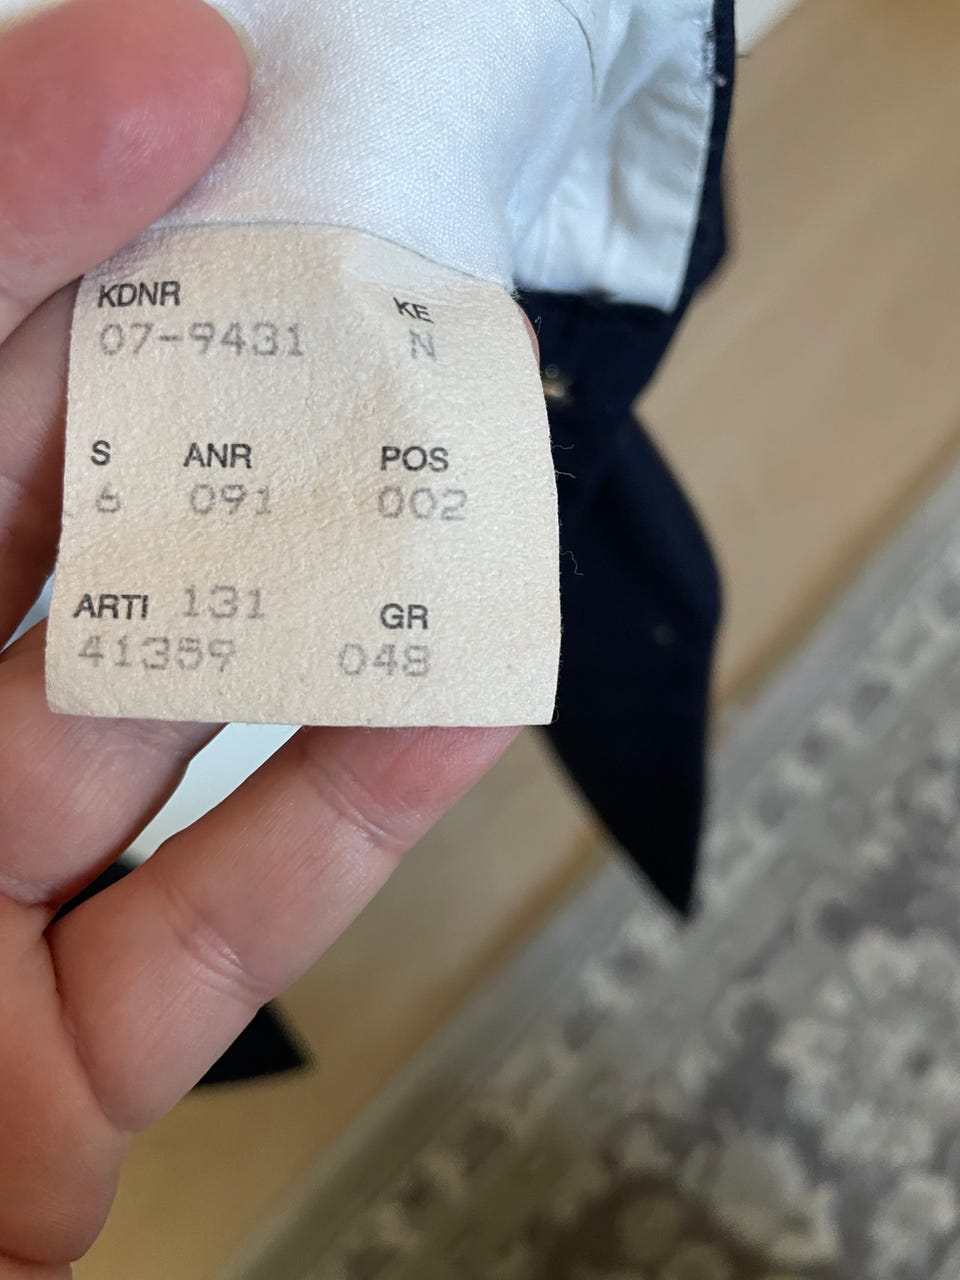 KDNR KE
07-9431 N
S ANR POS
6 091 002
ARTI 131 GR
41359 048